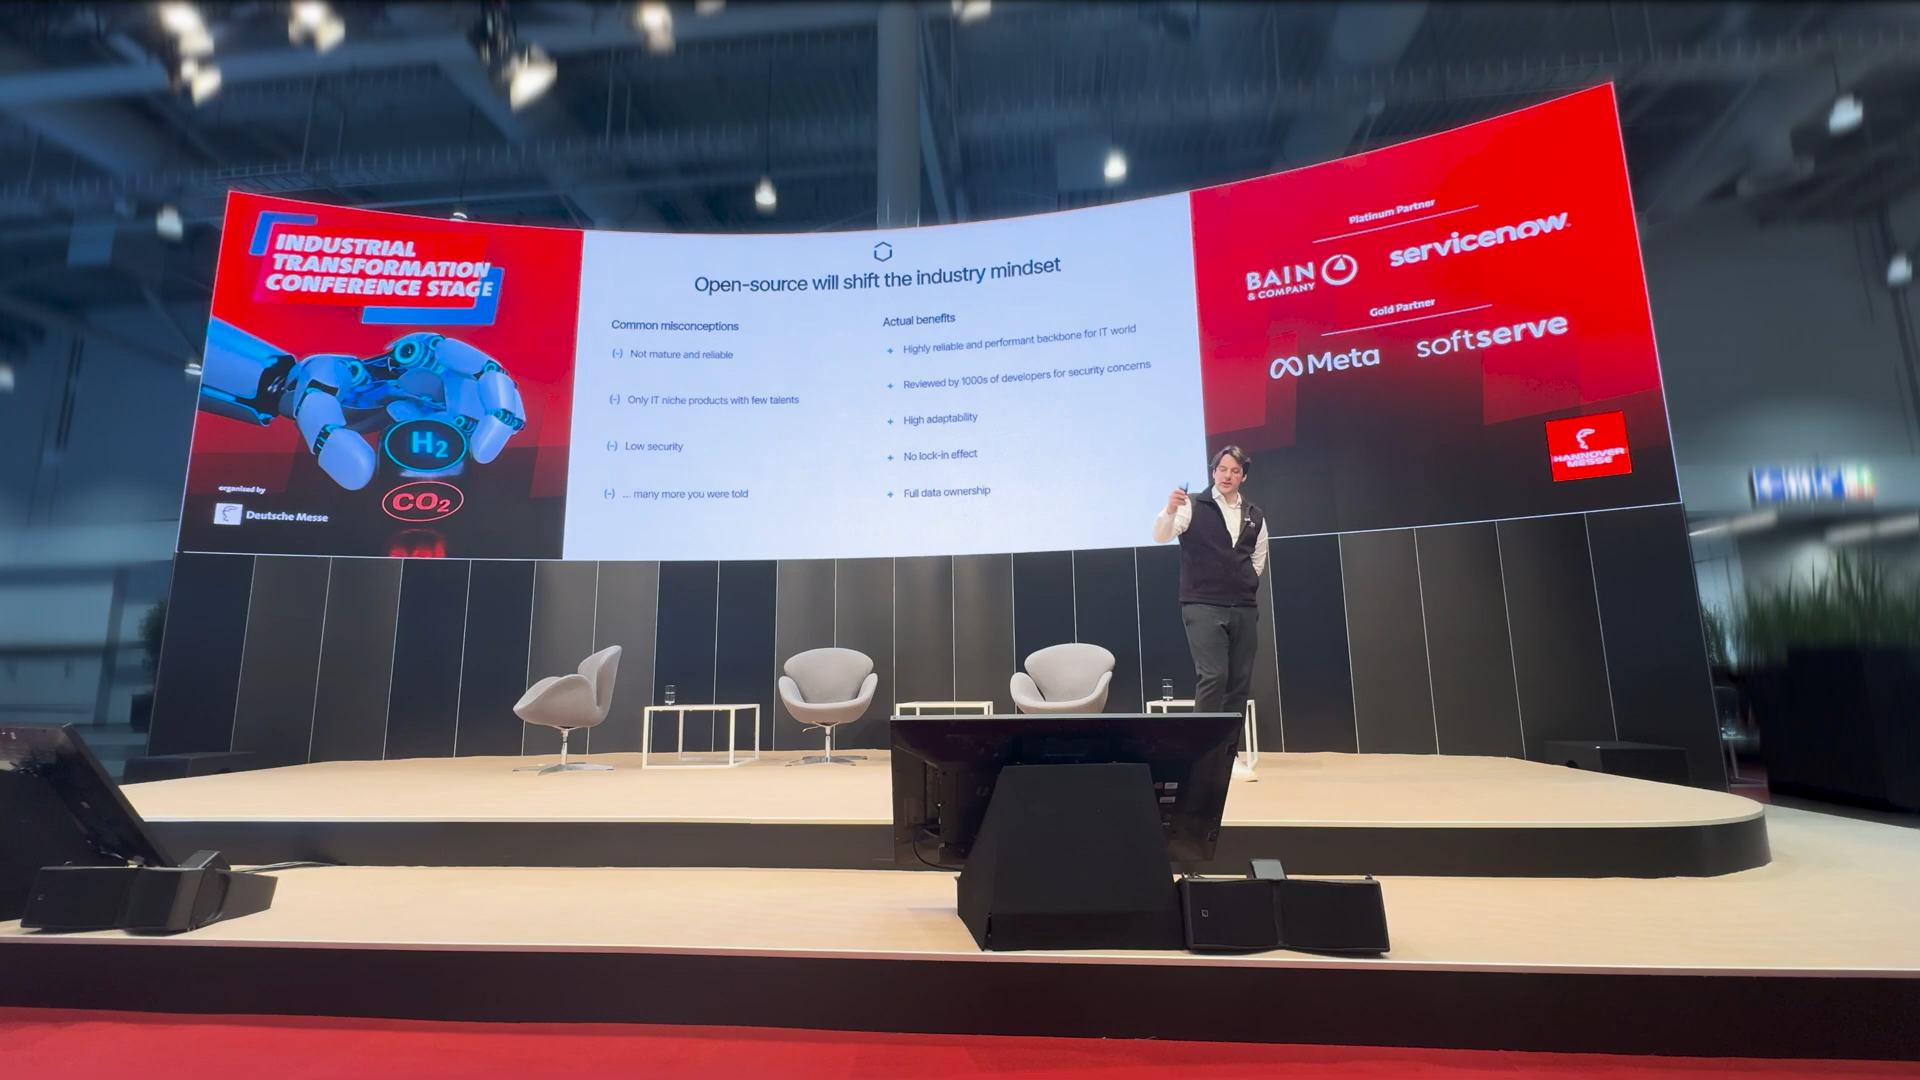 INDUSTRIAL
TRANSFORMATION
CONFERENCE STAGE
H2
CO2
organized by
Deutsche Messe
Open-source will shift the industry mindset
Common misconceptions
(-) Not mature and reliable
(-) Only IT niche products with few talents
(-) Low security
(-) ... many more you were told
Actual benefits
+ Highly reliable and performant backbone for IT world
+ Reviewed by 1000s of developers for security concerns
+ High adaptability
+ No lock-in effect
+ Full data ownership
Platinum Partner
BAIN
& COMPANY
servicenow
Gold Partner
Meta
softserve
HANNOVER
MESSE